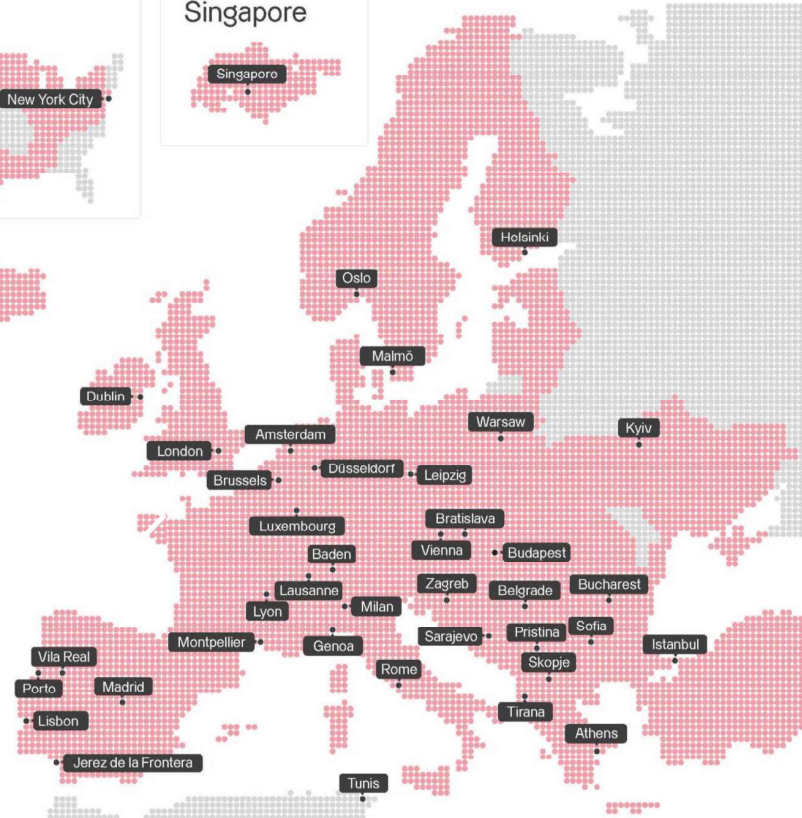 Singapore
Singapore
New York City
Helsinki
Oslo
Malmö
Dublin
Warsaw
Kyiv
Amsterdam
London
Düsseldorf
Leipzig
Brussels
Bratislava
Luxembourg
Vienna
Budapest
Baden
Zagreb
Belgrade
Bucharest
Lausanne
Lyon
Milan
Sofia
Pristina
Sarajevo
Montpellier
Genoa
Istanbul
Vila Real
Skopje
Rome
Porto
Madrid
Tirana
Lisbon
Athens
Jerez de la Frontera
Tunis